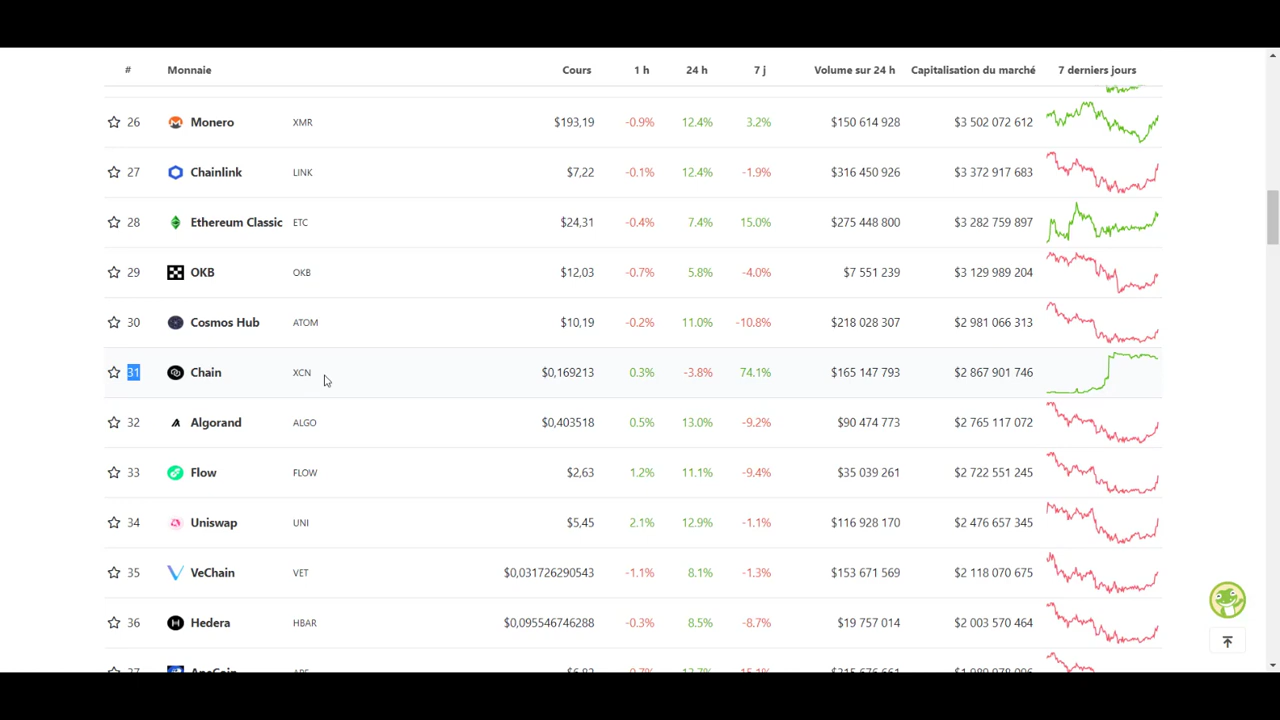 # Monnaie Cours 1 h 24 h 7 j Volume sur 24 h Capitalisation du marché 7 derniers jours
26 Monero XMR $193,19 -0.9% 12.4% 3.2% $150 614 928 $3 502 072 612
27 Chainlink LINK $7,22 -0.1% 12.4% -1.9% $316 450 926 $3 372 917 683
28 Ethereum Classic ETC $24,31 -0.4% 7.4% 15.0% $275 448 800 $3 282 759 897
29 OKB OKB $12,03 -0.7% 5.8% -4.0% $7 551 239 $3 129 989 204
30 Cosmos Hub ATOM $10,19 -0.2% 11.0% -10.8% $218 028 307 $2 981 066 313
31 Chain XCN $0,169213 0.3% -3.8% 74.1% $165 147 793 $2 867 901 746
32 Algorand ALGO $0,403518 0.5% 13.0% -9.2% $90 474 773 $2 765 117 072
33 Flow FLOW $2,63 1.2% 11.1% -9.4% $35 039 261 $2 722 551 245
34 Uniswap UNI $5,45 2.1% 12.9% -1.1% $116 928 170 $2 476 657 345
35 VeChain VET $0,031726290543 -1.1% 8.1% -1.3% $153 671 569 $2 118 070 675
36 Hedera HBAR $0,095546746288 -0.3% 8.5% -8.7% $19 757 014 $2 003 570 464